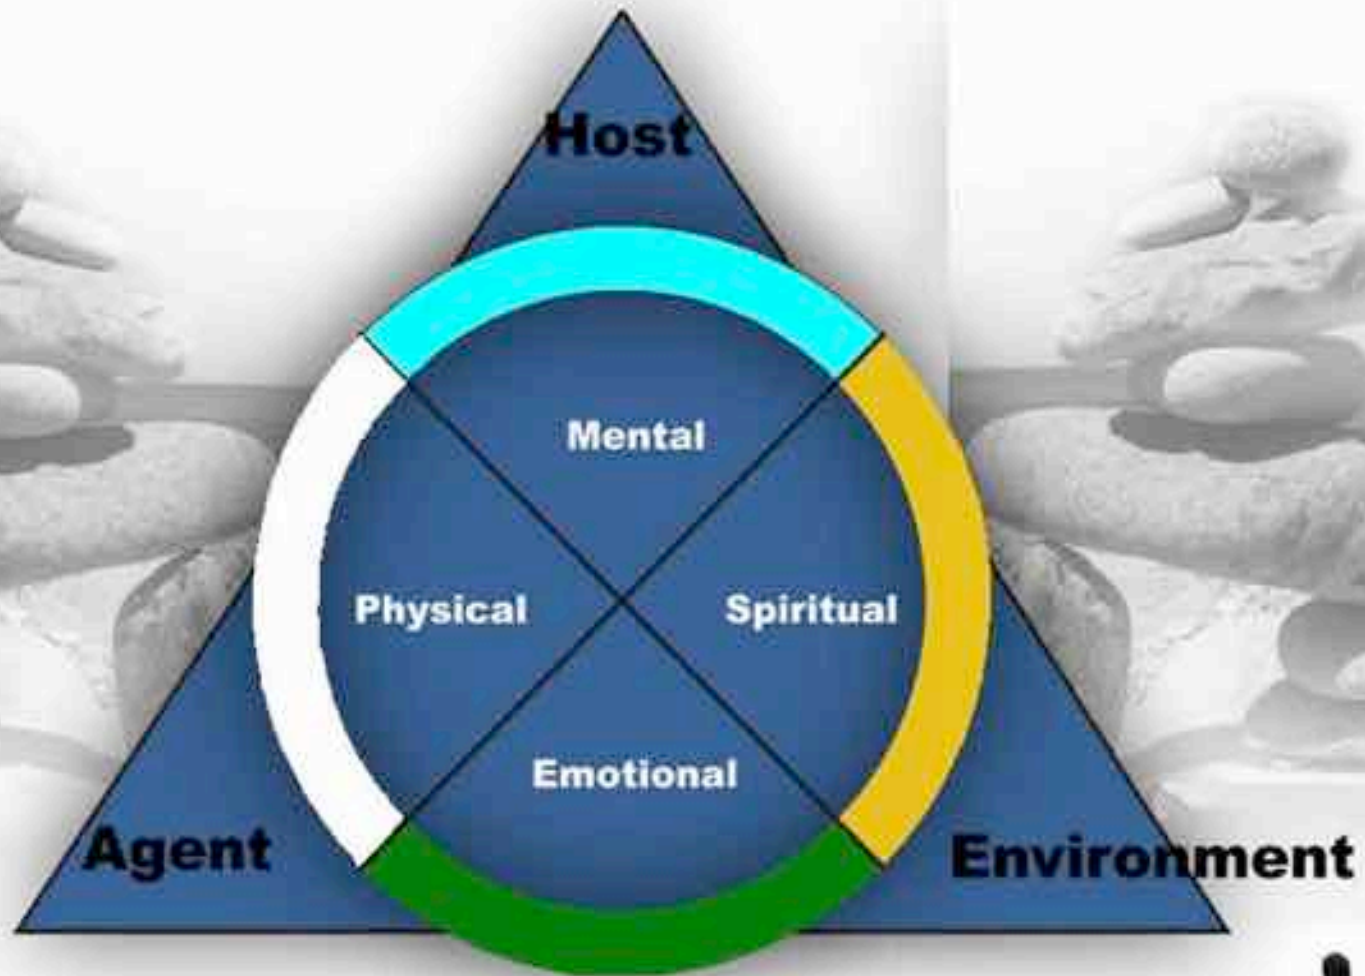 Host
Mental
Physical
Spiritual
Emotional
Agent
Environment